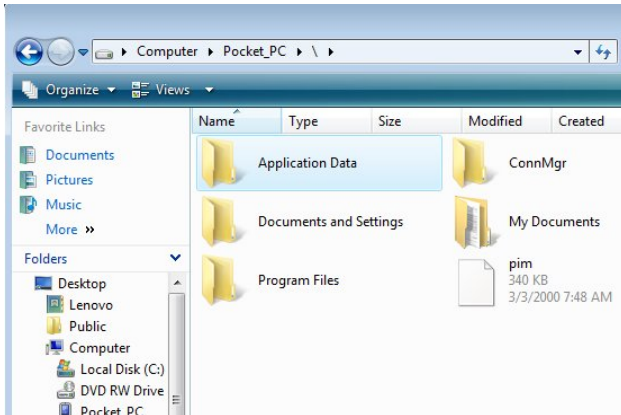 Computer Pocket_PC \
Organize Views
Favorite Links
Documents
Pictures
Music
More »
Folders
Desktop
Lenovo
Public
Computer
Local Disk (C:)
DVD RW Drive
Pocket_PC
Name Type Size Modified Created
Application Data ConnMgr
Documents and Settings My Documents
Program Files pim
340 KB
3/3/2000 7:48 AM